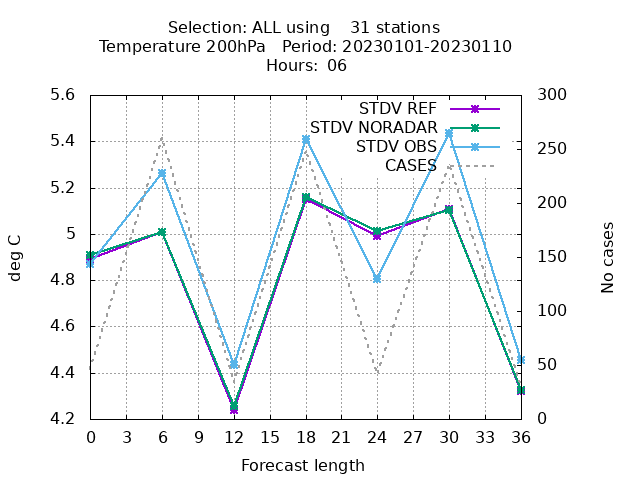 Selection: ALL using    31 stations
Temperature 200hPa   Period: 20230101-20230110
Hours:  06
5.6
5.4
5.2
5
4.8
4.6
4.4
4.2
deg C
300
250
200
150
100
50
0
No cases
STDV REF
STDV NORADAR
STDV OBS
CASES
0 3 6 9 12 15 18 21 24 27 30 33 36
Forecast length